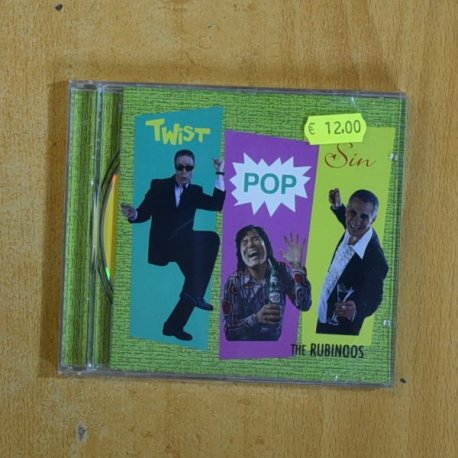 TWiST
€ 12.00
Sin
POP
THE RUBINOOS